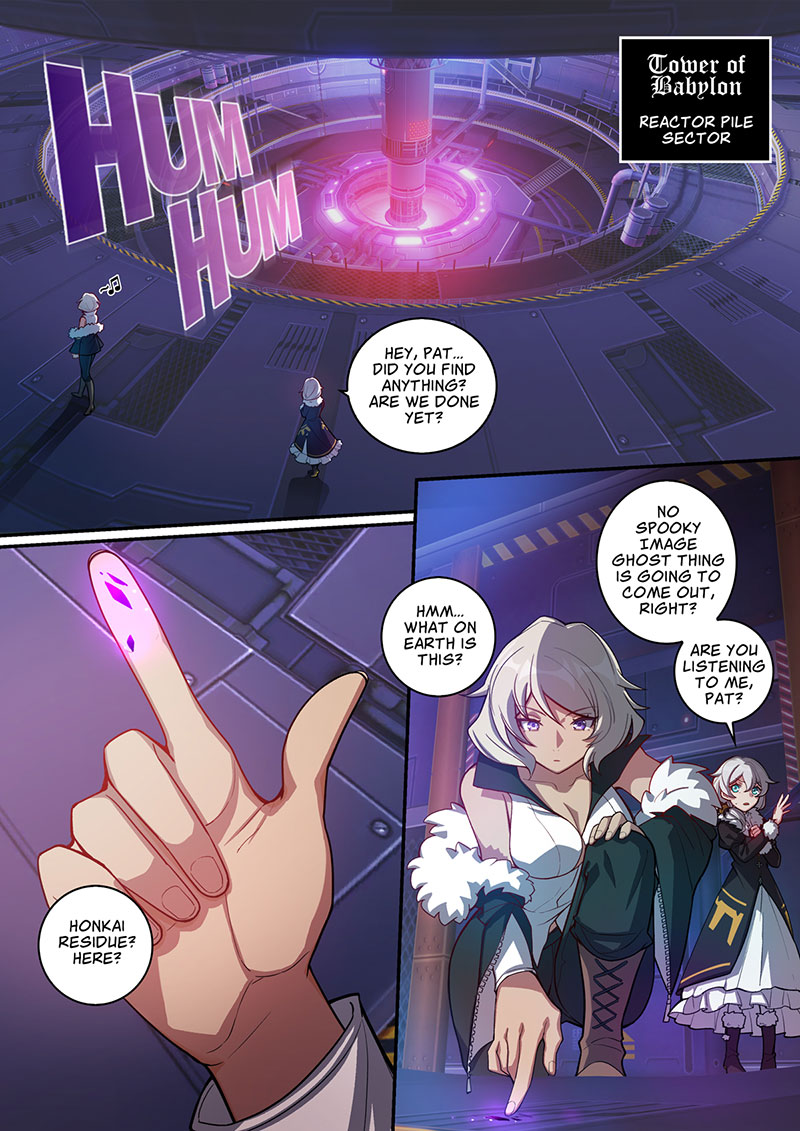 Tower of
Babylon
REACTOR PILE
SECTOR
HUM
HUM
HEY, PAT...
DID YOU FIND
ANYTHING?
ARE WE DONE
YET?
NO
SPOOKY
IMAGE
GHOST THING
IS GOING TO
COME OUT,
RIGHT?
HMM...
WHAT ON
EARTH IS
THIS?
ARE YOU
LISTENING
TO ME,
PAT?
HONKAI
RESIDUE?
HERE?